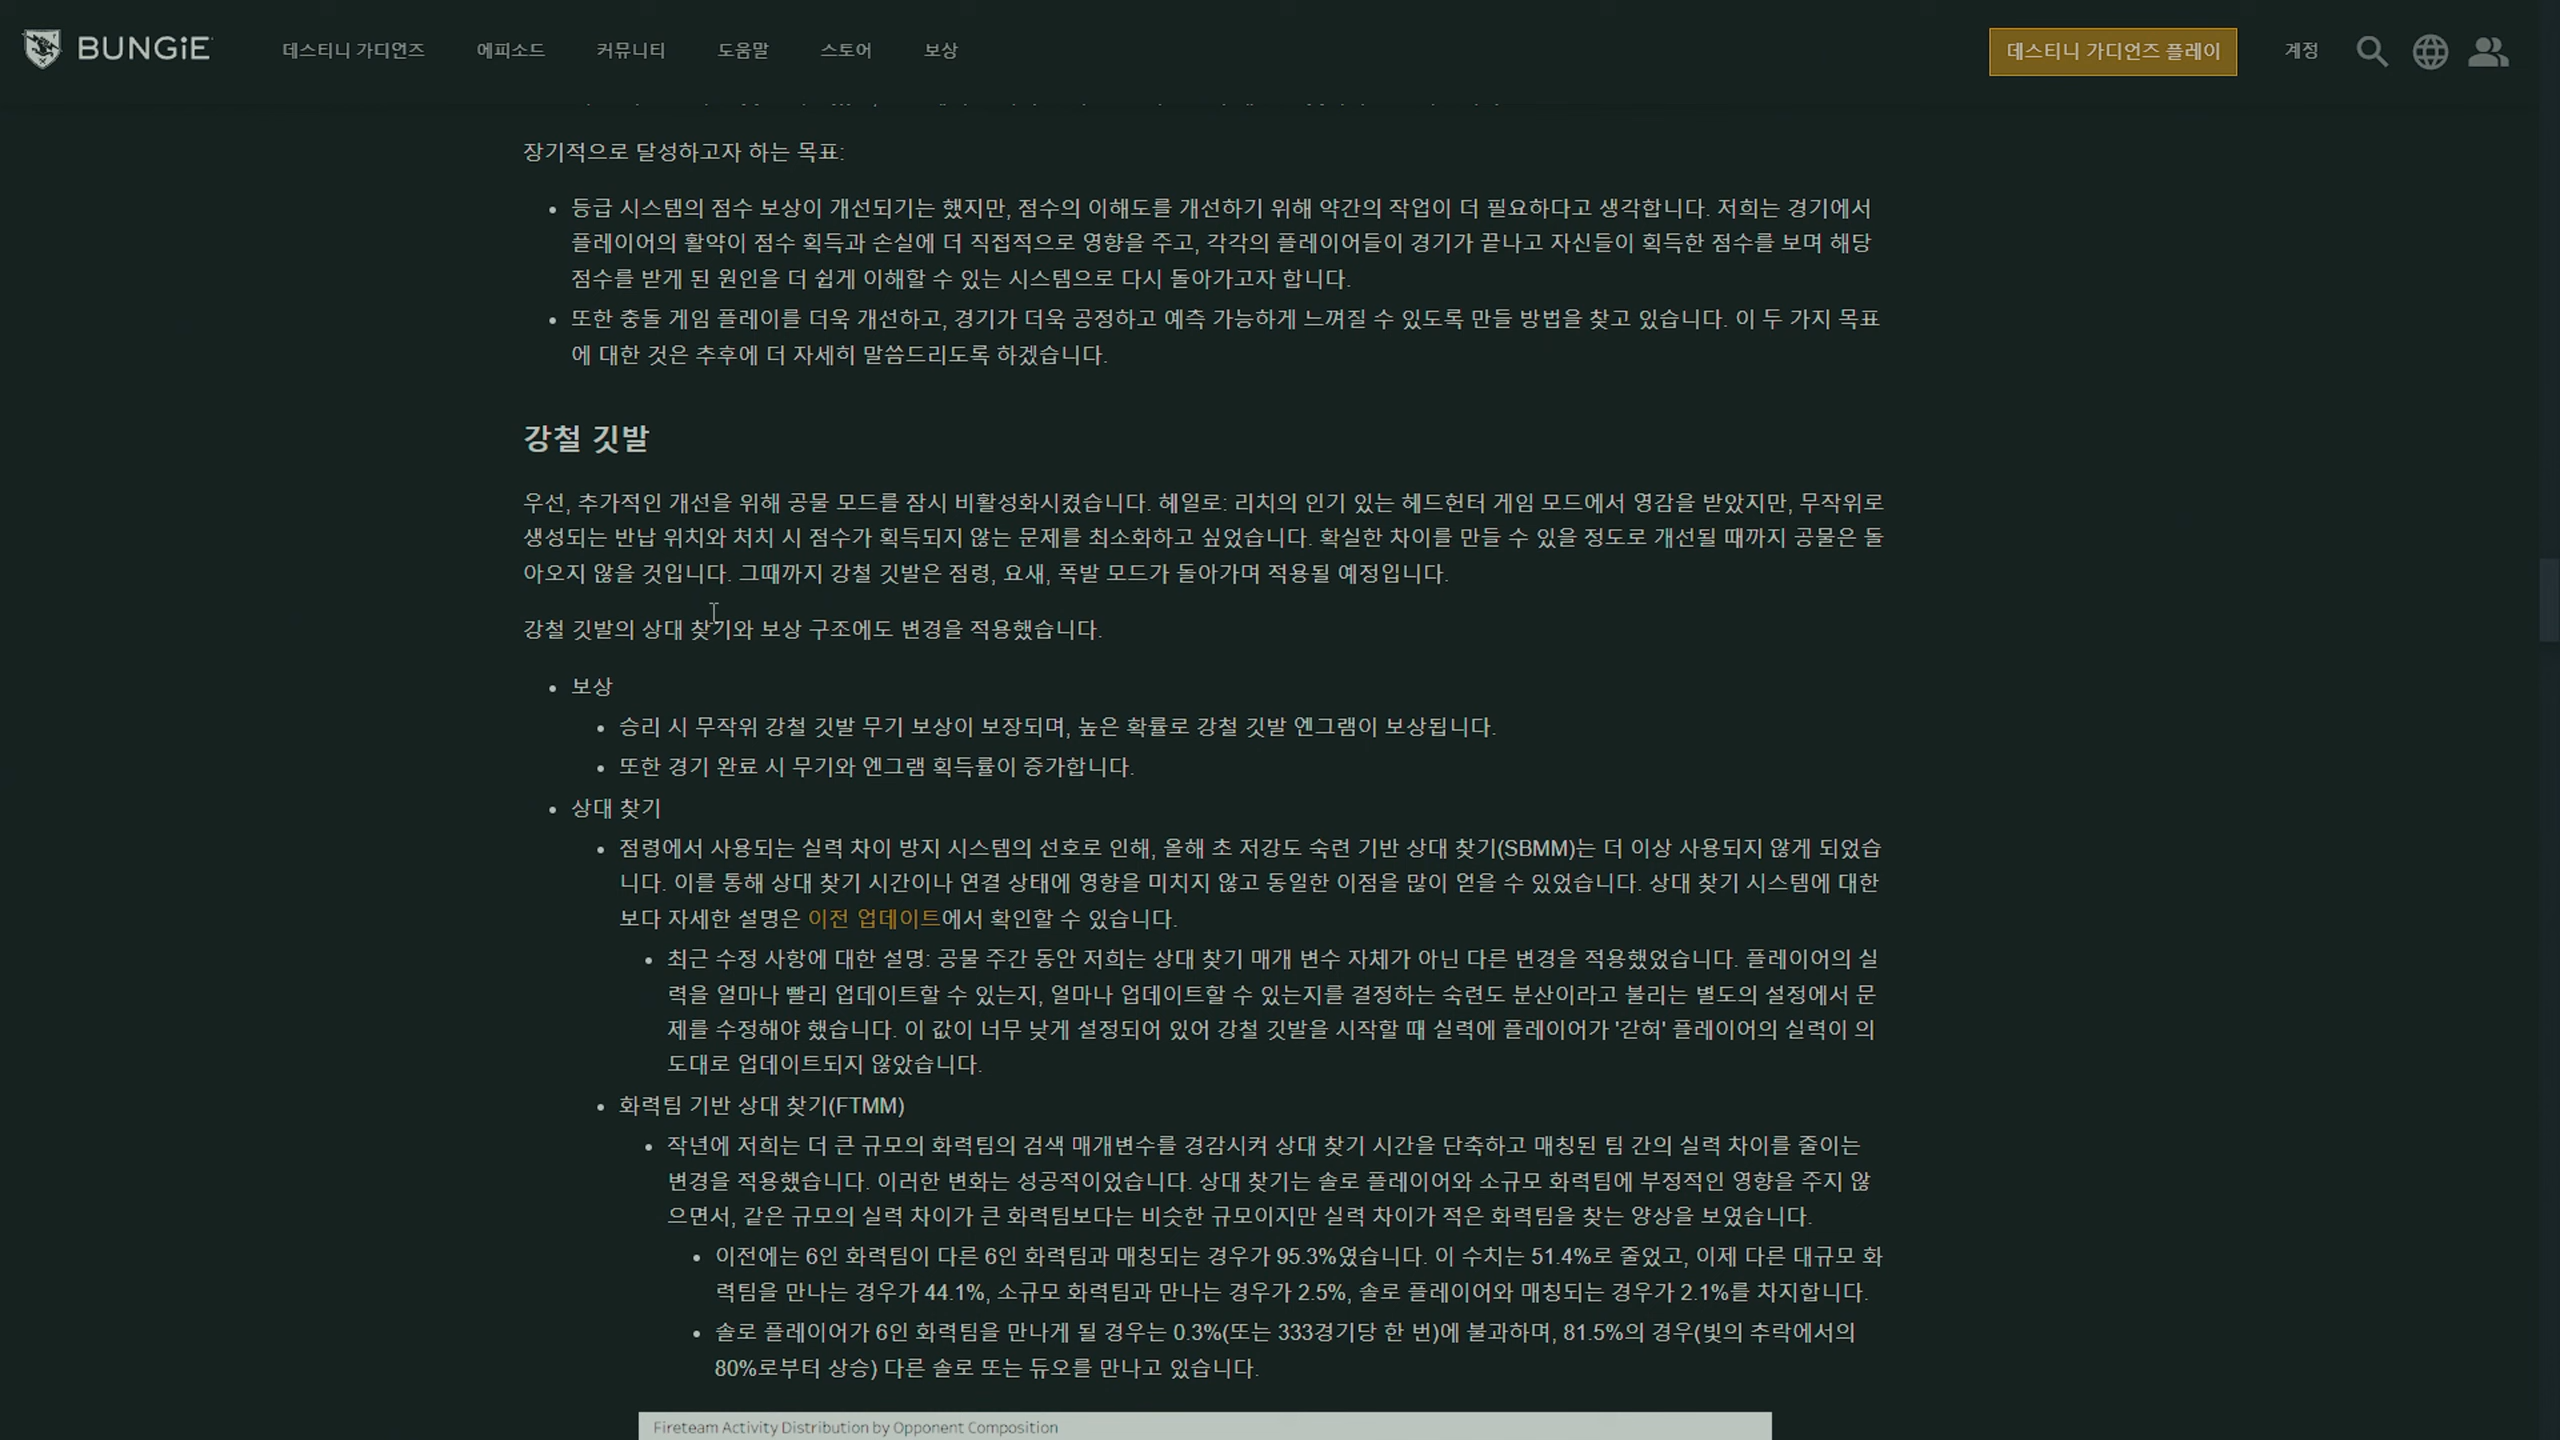 BUNGiE
데스티니 가디언즈
에피소드
커뮤니티
도움말
스토어
보상
데스티니 가디언즈 플레이
계정
장기적으로 달성하고자 하는 목표:
• 등급 시스템의 점수 보상이 개선되기는 했지만, 점수의 이해도를 개선하기 위해 약간의 작업이 더 필요하다고 생각합니다. 저희는 경기에서
플레이어의 활약이 점수 획득과 손실에 더 직접적으로 영향을 주고, 각각의 플레이어들이 경기가 끝나고 자신들이 획득한 점수를 보며 해당
점수를 받게 된 원인을 더 쉽게 이해할 수 있는 시스템으로 다시 돌아가고자 합니다.
• 또한 충돌 게임 플레이를 더욱 개선하고, 경기가 더욱 공정하고 예측 가능하게 느껴질 수 있도록 만들 방법을 찾고 있습니다. 이 두 가지 목표
에 대한 것은 추후에 더 자세히 말씀드리도록 하겠습니다.
강철 깃발
우선, 추가적인 개선을 위해 공물 모드를 잠시 비활성화시켰습니다. 헤일로: 리치의 인기 있는 헤드헌터 게임 모드에서 영감을 받았지만, 무작위로
생성되는 반납 위치와 처치 시 점수가 획득되지 않는 문제를 최소화하고 싶었습니다. 확실한 차이를 만들 수 있을 정도로 개선될 때까지 공물은 돌
아오지 않을 것입니다. 그때까지 강철 깃발은 점령, 요새, 폭발 모드가 돌아가며 적용될 예정입니다.
강철 깃발의 상대 찾기와 보상 구조에도 변경을 적용했습니다.
• 보상
• 승리 시 무작위 강철 깃발 무기 보상이 보장되며, 높은 확률로 강철 깃발 엔그램이 보상됩니다.
• 또한 경기 완료 시 무기와 엔그램 획득률이 증가합니다.
• 상대 찾기
• 점령에서 사용되는 실력 차이 방지 시스템의 선호로 인해, 올해 초 저강도 숙련 기반 상대 찾기(SBMM)는 더 이상 사용되지 않게 되었습
니다. 이를 통해 상대 찾기 시간이나 연결 상태에 영향을 미치지 않고 동일한 이점을 많이 얻을 수 있었습니다. 상대 찾기 시스템에 대한
보다 자세한 설명은 이전 업데이트에서 확인할 수 있습니다.
• 최근 수정 사항에 대한 설명: 공물 주간 동안 저희는 상대 찾기 매개 변수 자체가 아닌 다른 변경을 적용했었습니다. 플레이어의 실
력을 얼마나 빨리 업데이트할 수 있는지, 얼마나 업데이트할 수 있는지를 결정하는 숙련도 분산이라고 불리는 별도의 설정에서 문
제를 수정해야 했습니다. 이 값이 너무 낮게 설정되어 있어 강철 깃발을 시작할 때 실력에 플레이어가 '갇혀' 플레이어의 실력이 의
도대로 업데이트되지 않았습니다.
• 화력팀 기반 상대 찾기(FTMM)
• 작년에 저희는 더 큰 규모의 화력팀의 검색 매개변수를 경감시켜 상대 찾기 시간을 단축하고 매칭된 팀 간의 실력 차이를 줄이는
변경을 적용했습니다. 이러한 변화는 성공적이었습니다. 상대 찾기는 솔로 플레이어와 소규모 화력팀에 부정적인 영향을 주지 않
으면서, 같은 규모의 실력 차이가 큰 화력팀보다는 비슷한 규모이지만 실력 차이가 적은 화력팀을 찾는 양상을 보였습니다.
• 이전에는 6인 화력팀이 다른 6인 화력팀과 매칭되는 경우가 95.3%였습니다. 이 수치는 51.4%로 줄었고, 이제 다른 대규모 화
력팀을 만나는 경우가 44.1%, 소규모 화력팀과 만나는 경우가 2.5%, 솔로 플레이어와 매칭되는 경우가 2.1%를 차지합니다.
• 솔로 플레이어가 6인 화력팀을 만나게 될 경우는 0.3%(또는 333경기당 한 번)에 불과하며, 81.5%의 경우(빛의 추락에서의
80%로부터 상승) 다른 솔로 또는 듀오를 만나고 있습니다.
Fireteam Activity Distribution by Opponent Composition